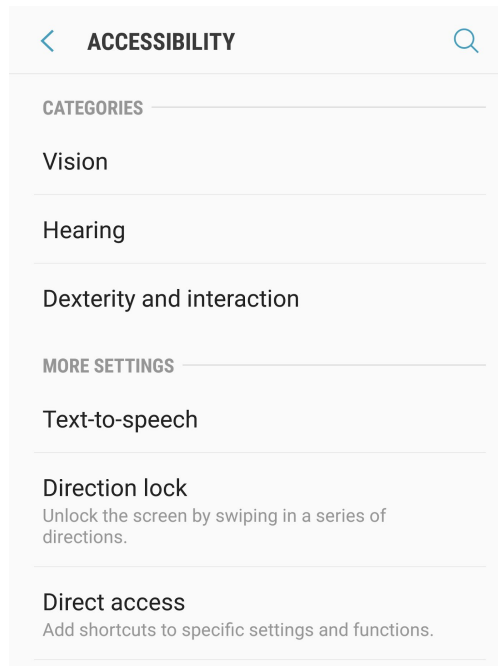 ACCESSIBILITY
CATEGORIES
Vision
Hearing
Dexterity and interaction
MORE SETTINGS
Text-to-speech
Direction lock
Unlock the screen by swiping in a series of
directions.
Direct access
Add shortcuts to specific settings and functions.